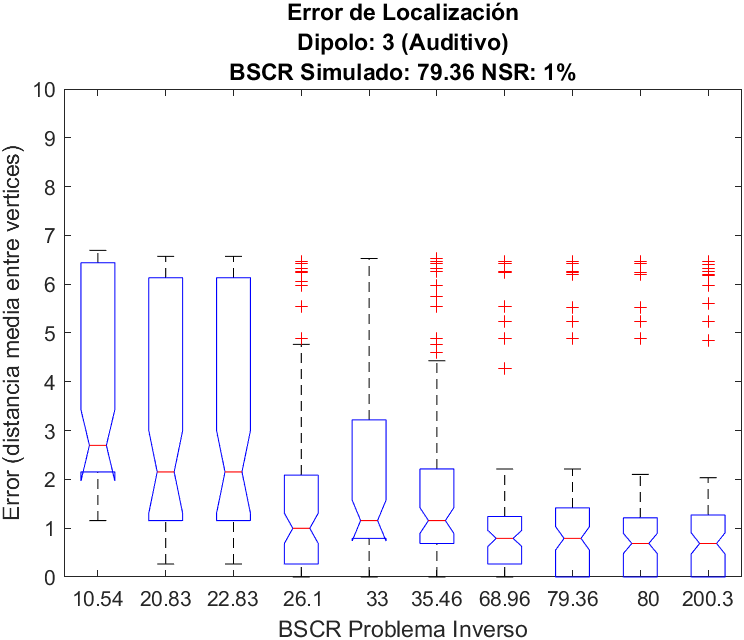 Error de Localización
Dipolo: 3 (Auditivo)
BSCR Simulado: 79.36 NSR: 1%
Error (distancia media entre vertices)
10
9
8
7
6
5
4
3
2
1
0
10.54 20.83 22.83 26.1 33 35.46 68.96 79.36 80 200.3
BSCR Problema Inverso